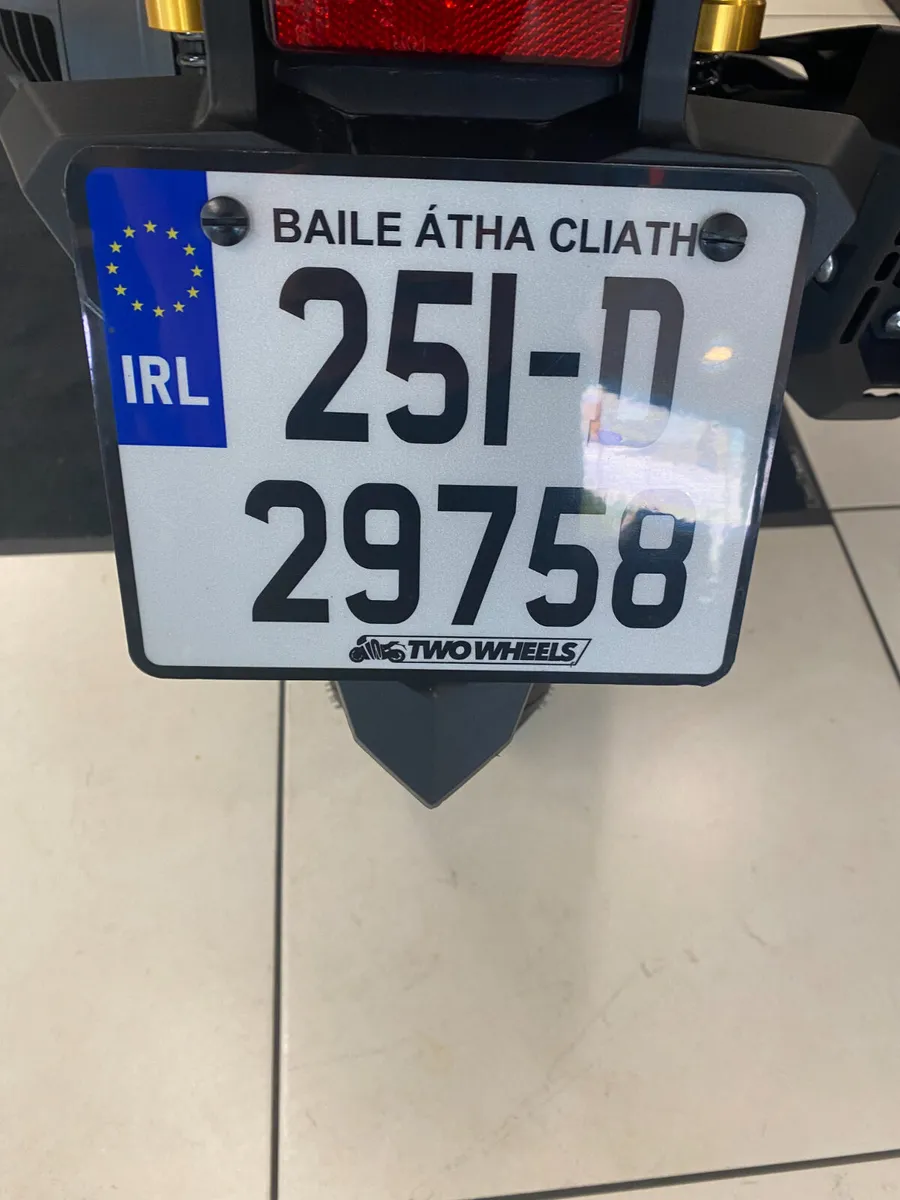 BAILE ÁTHA CLIATH
IRL
251-D
29758
TWO WHEELS